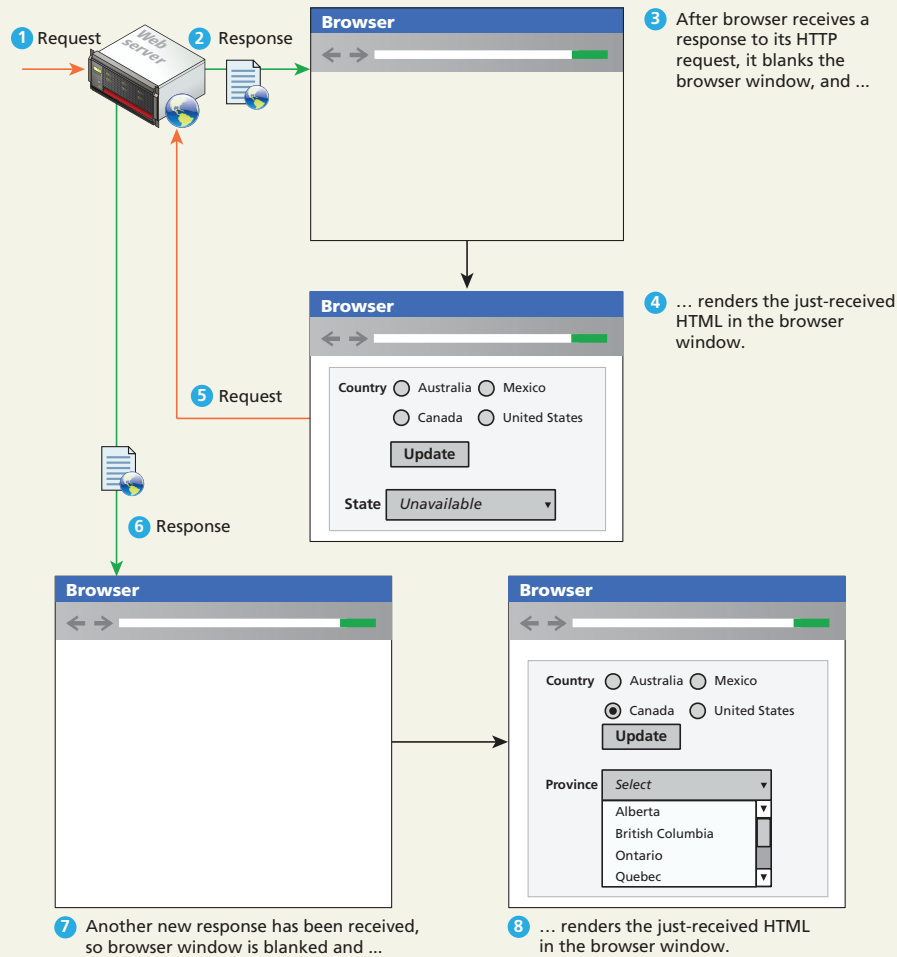 1 Request
Web server
2 Response
Browser
3 After browser receives a
response to its HTTP
request, it blanks the
browser window, and ...
Browser
4 … renders the just-received
HTML in the browser
window.
Country Australia Mexico
Canada United States
Update
State Unavailable
5 Request
6 Response
Browser
7 Another new response has been received,
so browser window is blanked and ...
Browser
Country Australia Mexico
Canada United States
Update
Province Select
Alberta
British Columbia
Ontario
Quebec
8 … renders the just-received HTML
in the browser window.